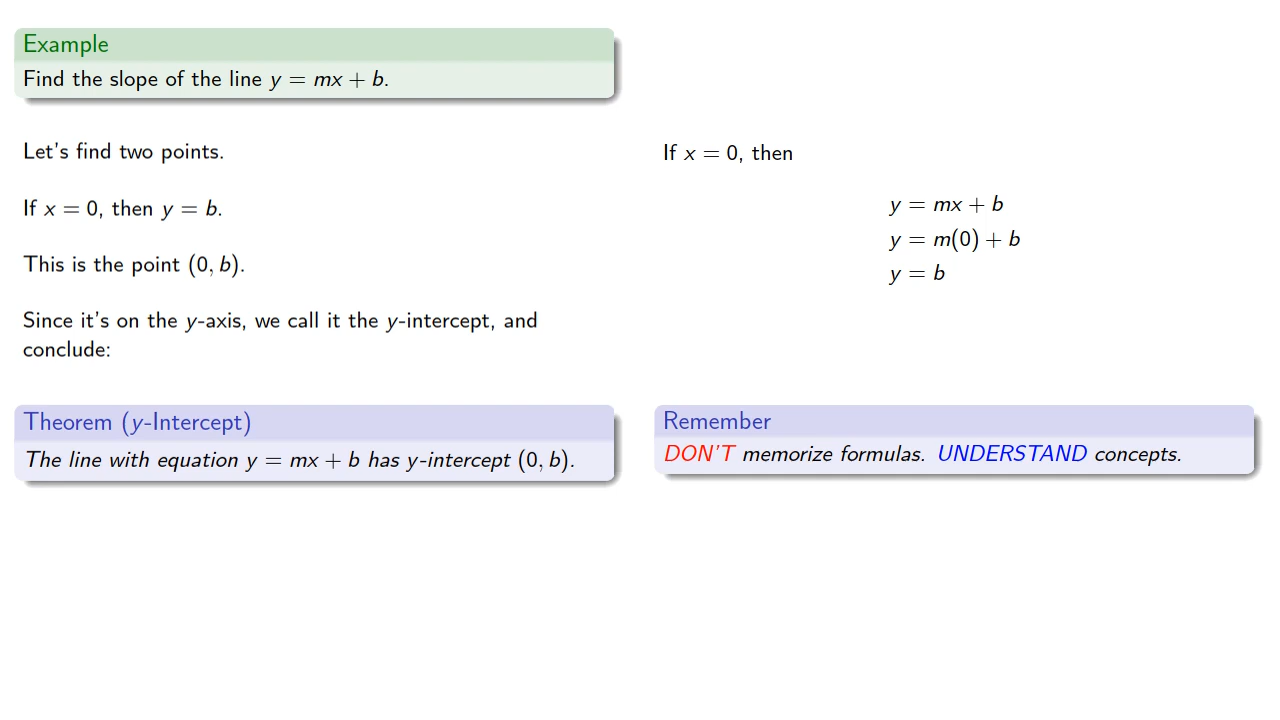 Example
Find the slope of the line y = mx + b.
Let's find two points.
If x = 0, then y = b.
This is the point (0, b).
Since it's on the y-axis, we call it the y-intercept, and
conclude:
Theorem (y-Intercept)
The line with equation y = mx + b has y-intercept (0, b).
If x = 0, then
y = mx + b
y = m(0) + b
y = b
Remember
DON'T memorize formulas. UNDERSTAND concepts.